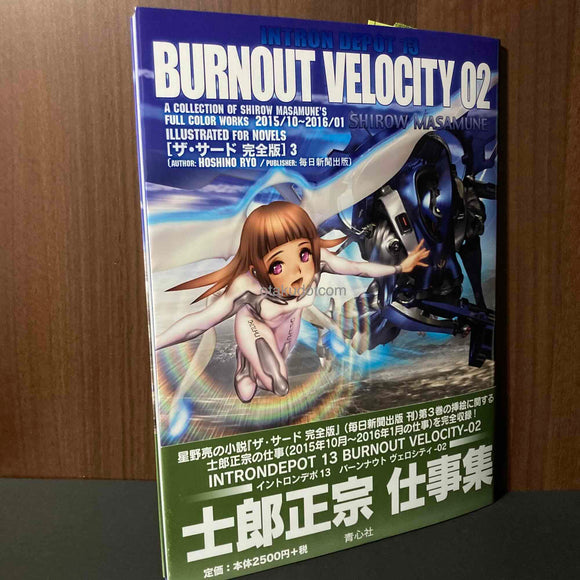 INTRON DEPOT 13
BURNOUT VELOCITY 02
A COLLECTION OF SHIROW MASAMUNE'S
FULL COLOR WORKS 2015/10~2016/01
SHIROW MASAMUNE
ILLUSTRATED FOR NOVELS
[ザ・サード 完全版] 3
(AUTHOR: HOSHINO RYO / PUBLISHER: 毎日新聞出版)
otakudo.com
星野亮の小説「ザ・サード 完全版」(毎日新聞出版 刊)第3巻の挿絵に関する
士郎正宗の仕事(2015年10月~2016年1月の仕事)を完全収録!
INTRONDEPOT 13 BURNOUT VELOCITY-02
イントロンデポ 13 バーンナウト ヴェロシティ -02
士郎正宗 仕事集
定価:本体2500円+税
青心社